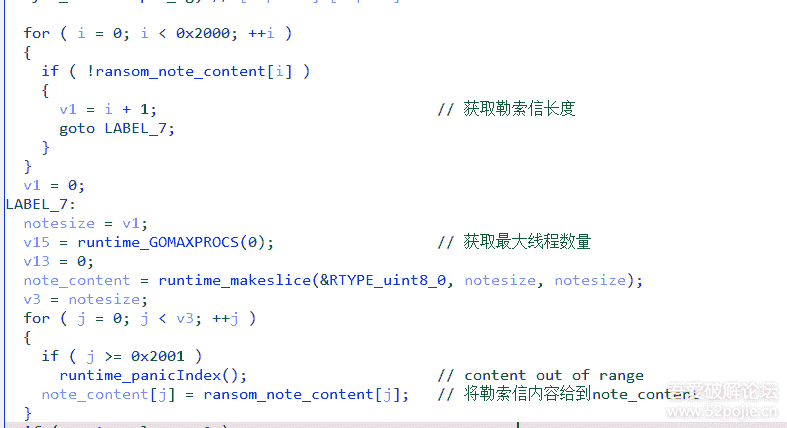 for ( i = 0; i < 0x2000; ++i )
{
if ( !ransom_note_content[i] )
{
v1 = i + 1; // 获取勒索信长度
goto LABEL_7;
}
}
v1 = 0;
LABEL_7:
notesize = v1;
v15 = runtime_GOMAXPROCS(0); // 获取最大线程数量
v13 = 0;
note_content = runtime_makeslice(&RTYPE_uint8_0, notesize, notesize);
v3 = notesize;
for ( j = 0; j < v3; ++j )
{
if ( j >= 0x2001 )
runtime_panicIndex(); // content out of range
note_content[j] = ransom_note_content[j]; // 将勒索信内容给到note_content
}
吾爱破解论坛
www.52pojie.cn